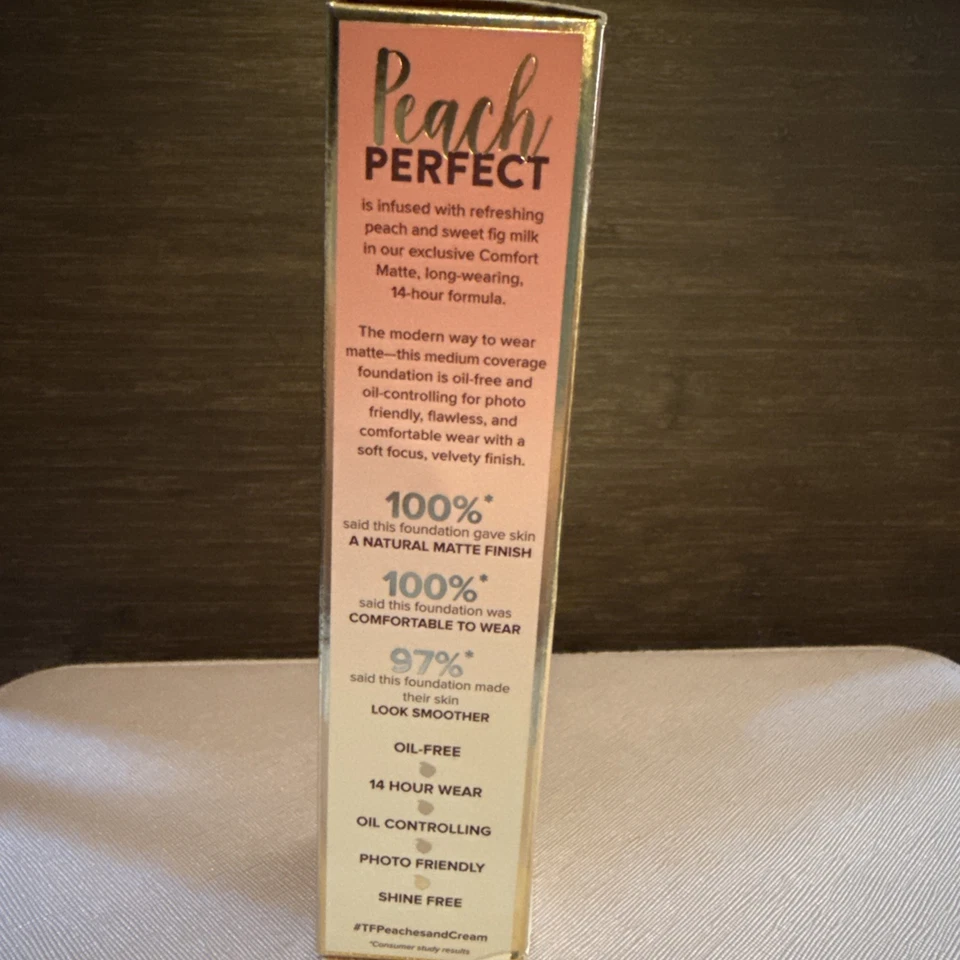 Peach
PERFECT
is infused with refreshing
peach and sweet fig milk
in our exclusive Comfort
Matte, long-wearing,
14-hour formula.
The modern way to wear
matte—this medium coverage
foundation is oil-free and
oil-controlling for photo
friendly, flawless, and
comfortable wear with a
soft focus, velvety finish.
100%*
said this foundation gave skin
A NATURAL MATTE FINISH
100%*
said this foundation was
COMFORTABLE TO WEAR
97%*
said this foundation made
their skin
LOOK SMOOTHER
OIL-FREE
14 HOUR WEAR
OIL CONTROLLING
PHOTO FRIENDLY
SHINE FREE
#TFPeachesandCream
*Consumer study results